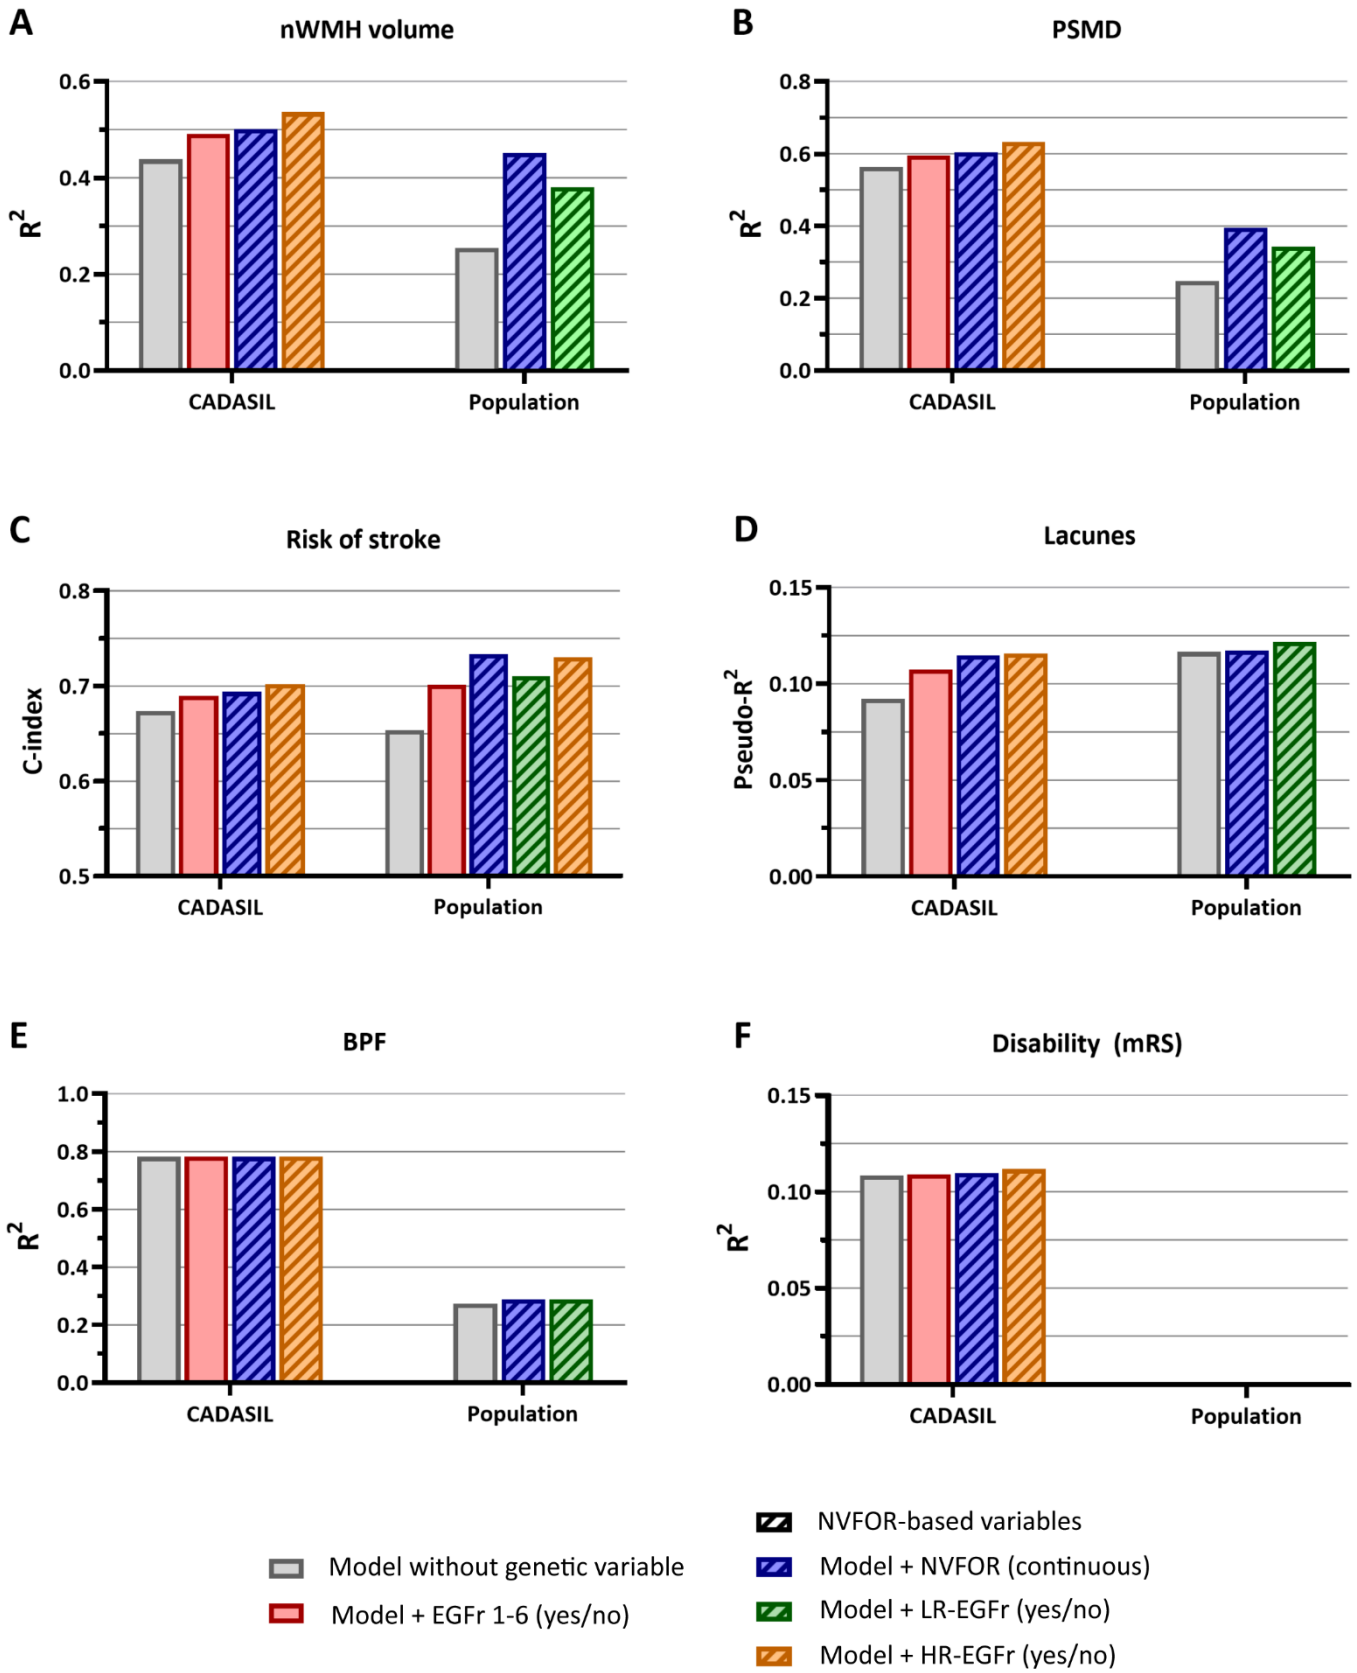 A
nWMH volume
R2
0.6
0.4
0.2
0.0
CADASIL
Population
B
PSMD
R2
0.8
0.6
0.4
0.2
0.0
CADASIL
Population
C
Risk of stroke
C-index
0.8
0.7
0.6
0.5
CADASIL
Population
D
Lacunes
Pseudo-R2
0.15
0.10
0.05
0.00
CADASIL
Population
E
BPF
R2
1.0
0.8
0.6
0.4
0.2
0.0
CADASIL
Population
F
Disability (mRS)
R2
0.15
0.10
0.05
0.00
CADASIL
Population
Model without genetic variable
Model + EGFr 1-6 (yes/no)
NVFOR-based variables
Model + NVFOR (continuous)
Model + LR-EGFr (yes/no)
Model + HR-EGFr (yes/no)